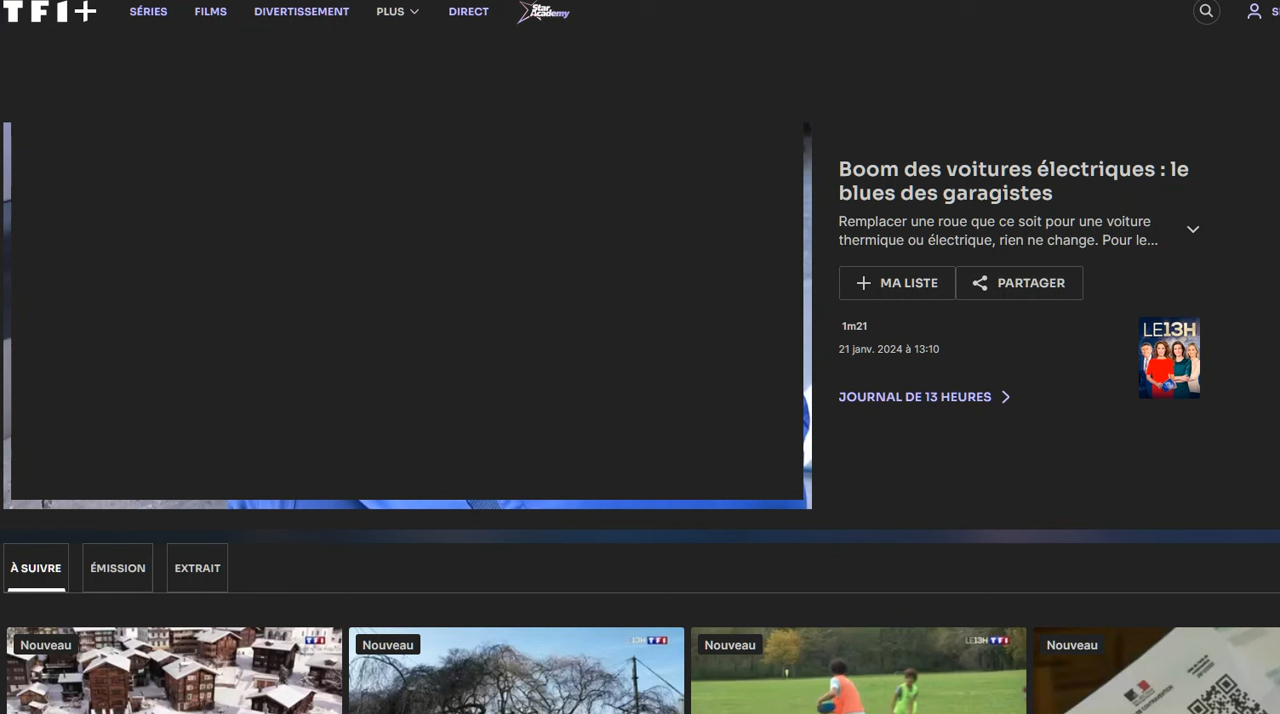 TF1+
SÉRIES
FILMS
DIVERTISSEMENT
PLUS
DIRECT
Star
Academy
Boom des voitures électriques : le
blues des garagistes
Remplacer une roue que ce soit pour une voiture
thermique ou électrique, rien ne change. Pour le...
MA LISTE
PARTAGER
1m21
21 janv. 2024 à 13:10
LE13H
JOURNAL DE 13 HEURES
À SUIVRE
ÉMISSION
EXTRAIT
Nouveau
TF1
Nouveau
13H TF1
Nouveau
LE13H TF1
Nouveau